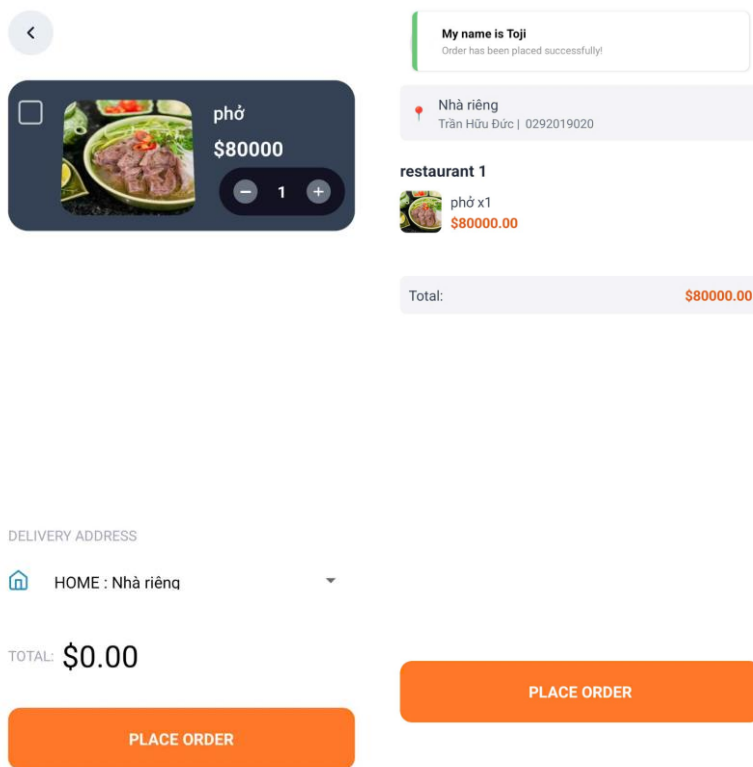 phở
$80000
1
DELIVERY ADDRESS
HOME : Nhà riêng
TOTAL: $0.00
PLACE ORDER
My name is Toji
Order has been placed successfully!
Nhà riêng
Trần Hữu Đức | 0292019020
restaurant 1
phở x1
$80000.00
Total: $80000.00
PLACE ORDER